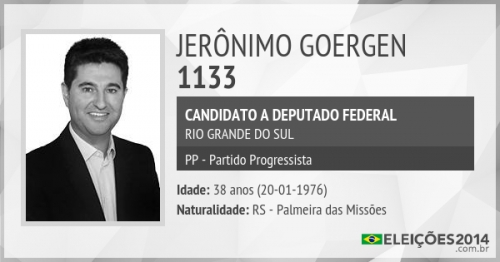 JERÔNIMO GOERGEN
1133
CANDIDATO A DEPUTADO FEDERAL
RIO GRANDE DO SUL
PP - Partido Progressista
Idade: 38 anos (20-01-1976)
Naturalidade: RS - Palmeira das Missões
ELEIÇÕES2014
.com.br